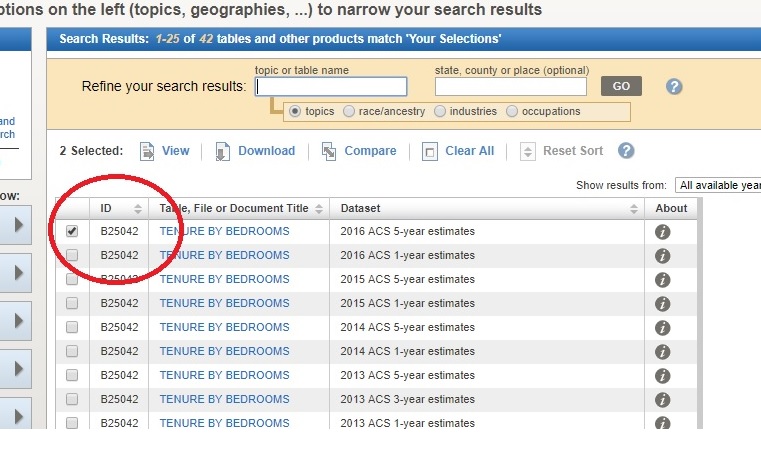 ptions on the left (topics, geographies, ...) to narrow your search results
Search Results: 1-25 of 42 tables and other products match 'Your Selections'
topic or table name state, county or place (optional)
Refine your search results: GO ?
topics race/ancestry industries occupations
and
rch
2 Selected: View Download Compare Clear All Reset Sort ?
Show results from: All available year
ow:
ID Table, File or Document Title Dataset About
B25042 TENURE BY BEDROOMS 2016 ACS 5-year estimates i
B25042 TENURE BY BEDROOMS 2016 ACS 1-year estimates i
B25042 TENURE BY BEDROOMS 2015 ACS 5-year estimates i
B25042 TENURE BY BEDROOMS 2015 ACS 1-year estimates i
B25042 TENURE BY BEDROOMS 2014 ACS 5-year estimates i
B25042 TENURE BY BEDROOMS 2014 ACS 1-year estimates i
B25042 TENURE BY BEDROOMS 2013 ACS 5-year estimates i
B25042 TENURE BY BEDROOMS 2013 ACS 3-year estimates i
B25042 TENURE BY BEDROOMS 2013 ACS 1-year estimates i